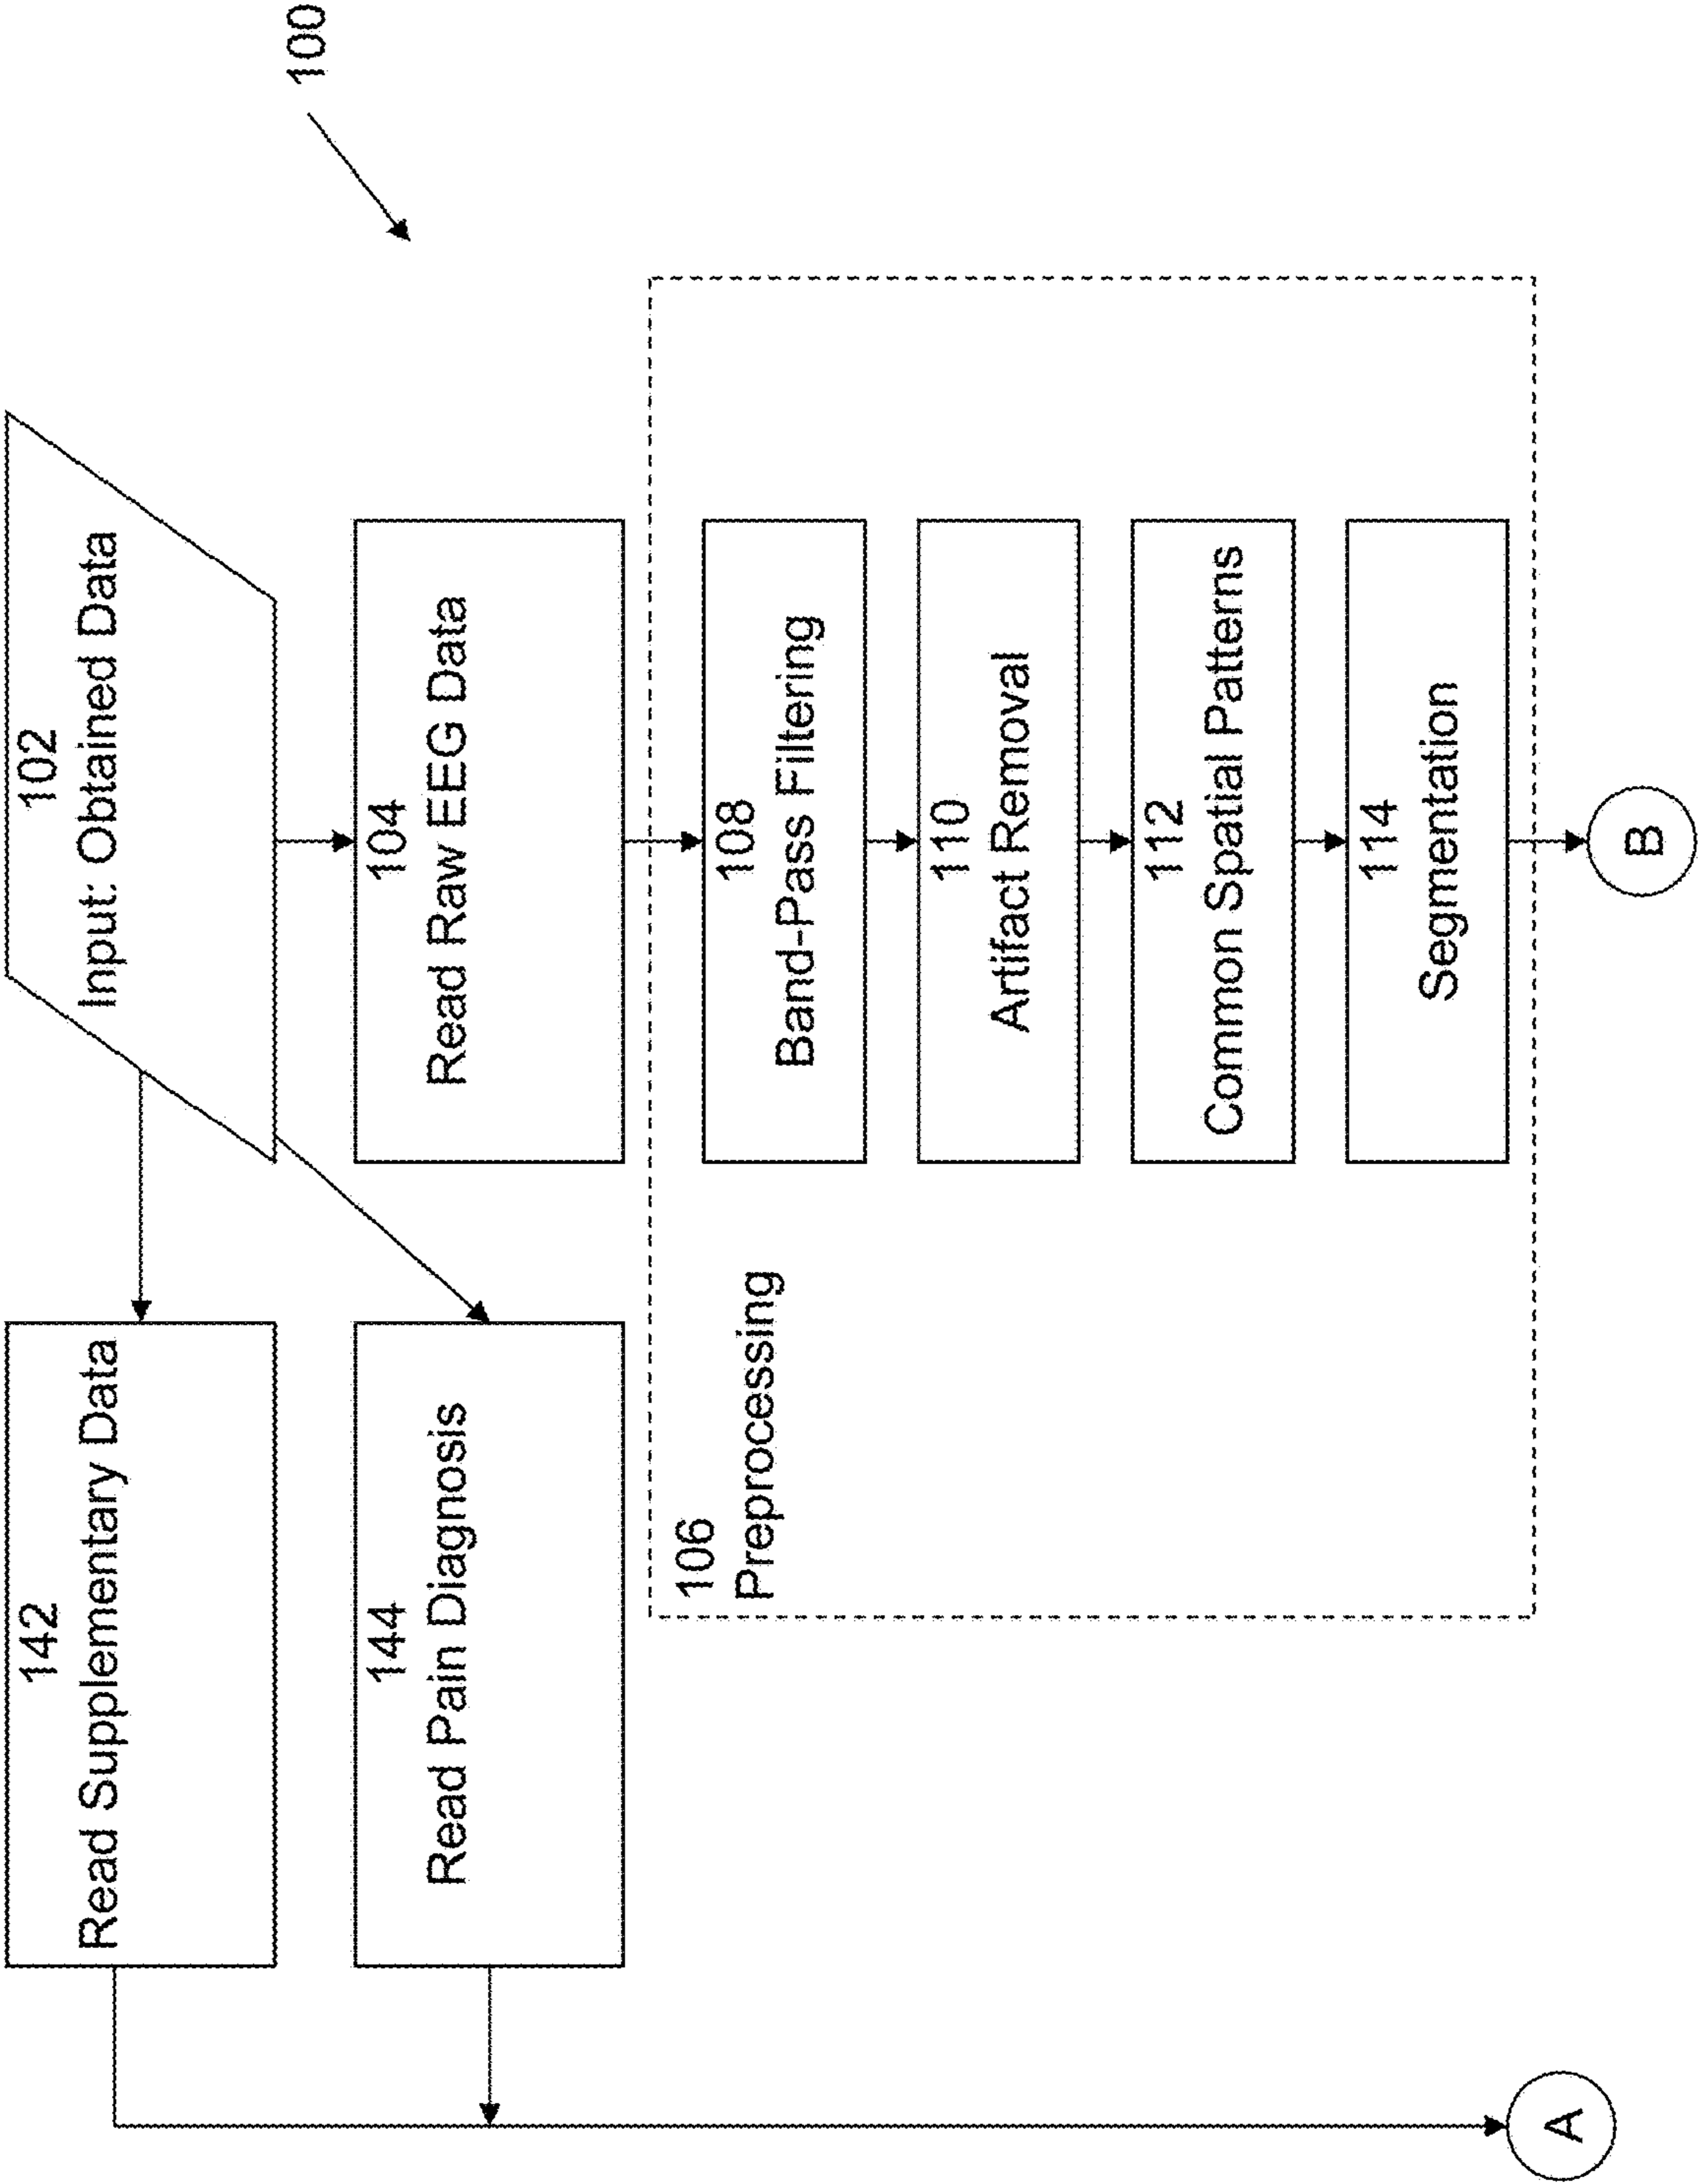 100
102
Input: Obtained Data
142
Read Supplementary Data
104
Read Raw EEG Data
144
Read Pain Diagnosis
106
Preprocessing
108
Band-Pass Filtering
110
Artifact Removal
112
Common Spatial Patterns
114
Segmentation
A
B